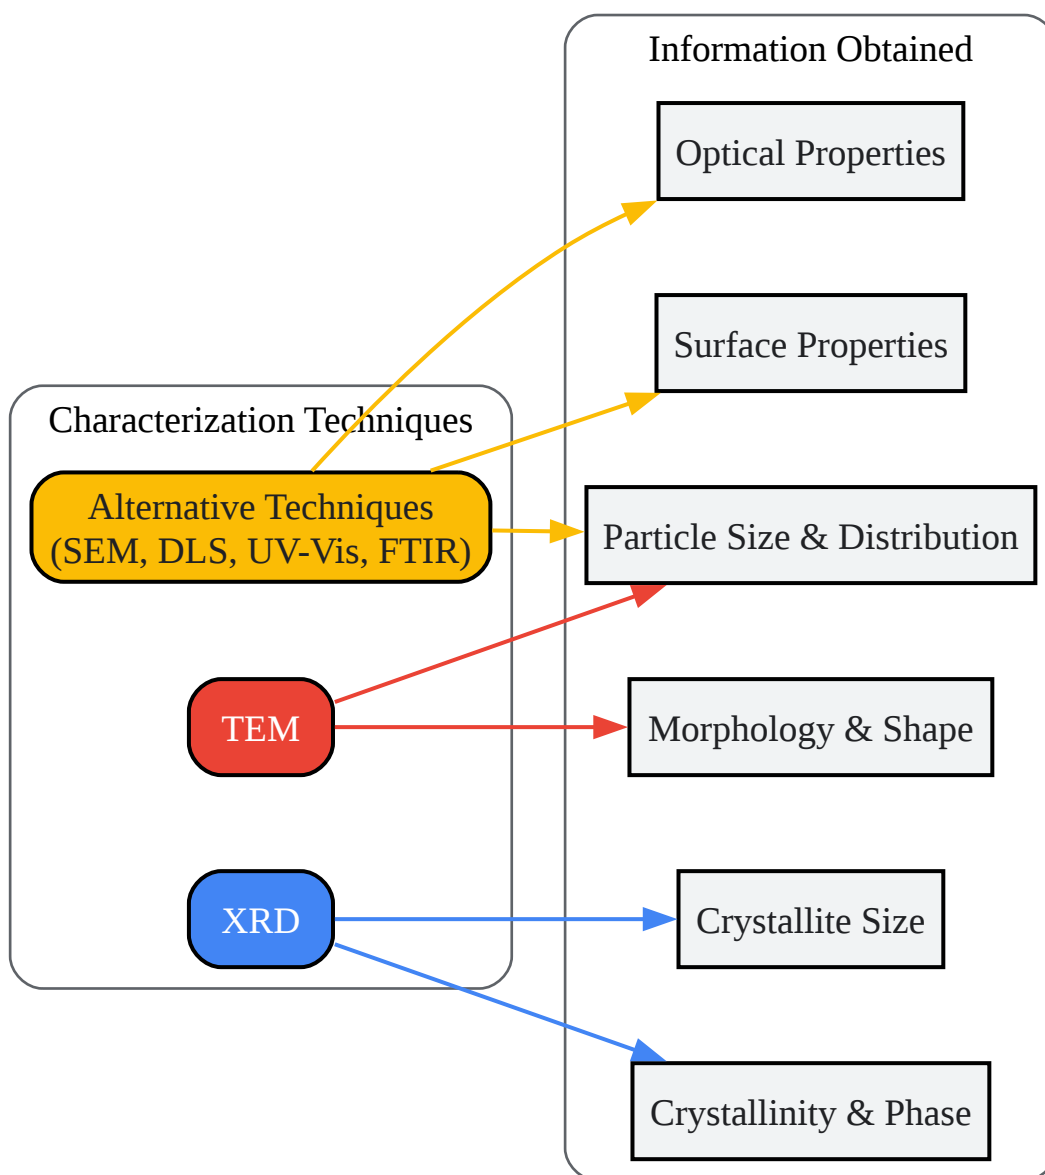 Information Obtained
Optical Properties
Surface Properties
Characterization Techniques
Alternative Techniques
(SEM, DLS, UV-Vis, FTIR)
Particle Size & Distribution
TEM
Morphology & Shape
XRD
Crystallite Size
Crystallinity & Phase